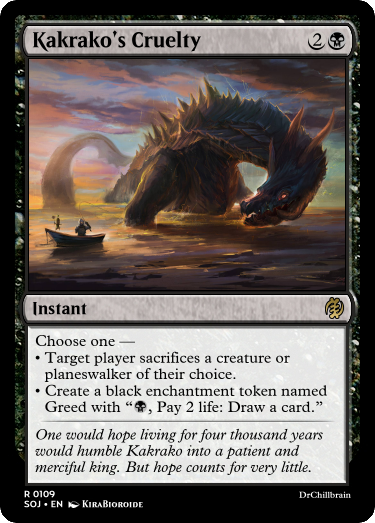 Kakrako's Cruelty 2
Instant
Choose one —
• Target player sacrifices a creature or
planeswalker of their choice.
• Create a black enchantment token named
Greed with “, Pay 2 life: Draw a card.”
One would hope living for four thousand years
would humble Kakrako into a patient and
merciful king. But hope counts for very little.
R 0109
DrChillbrain
SOJ • EN KiraBioroide